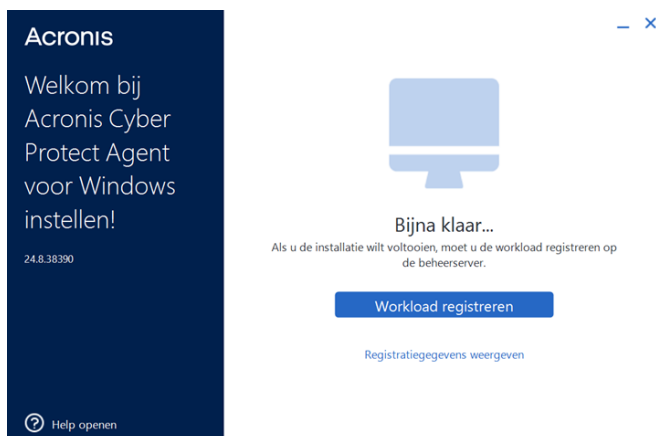 Acronis
Welkom bij
Acronis Cyber
Protect Agent
voor Windows
instellen!
24.8.38390
Help openen
Bijna klaar...
Als u de installatie wilt voltooien, moet u de workload registreren op
de beheerserver.
Workload registreren
Registratiegegevens weergeven